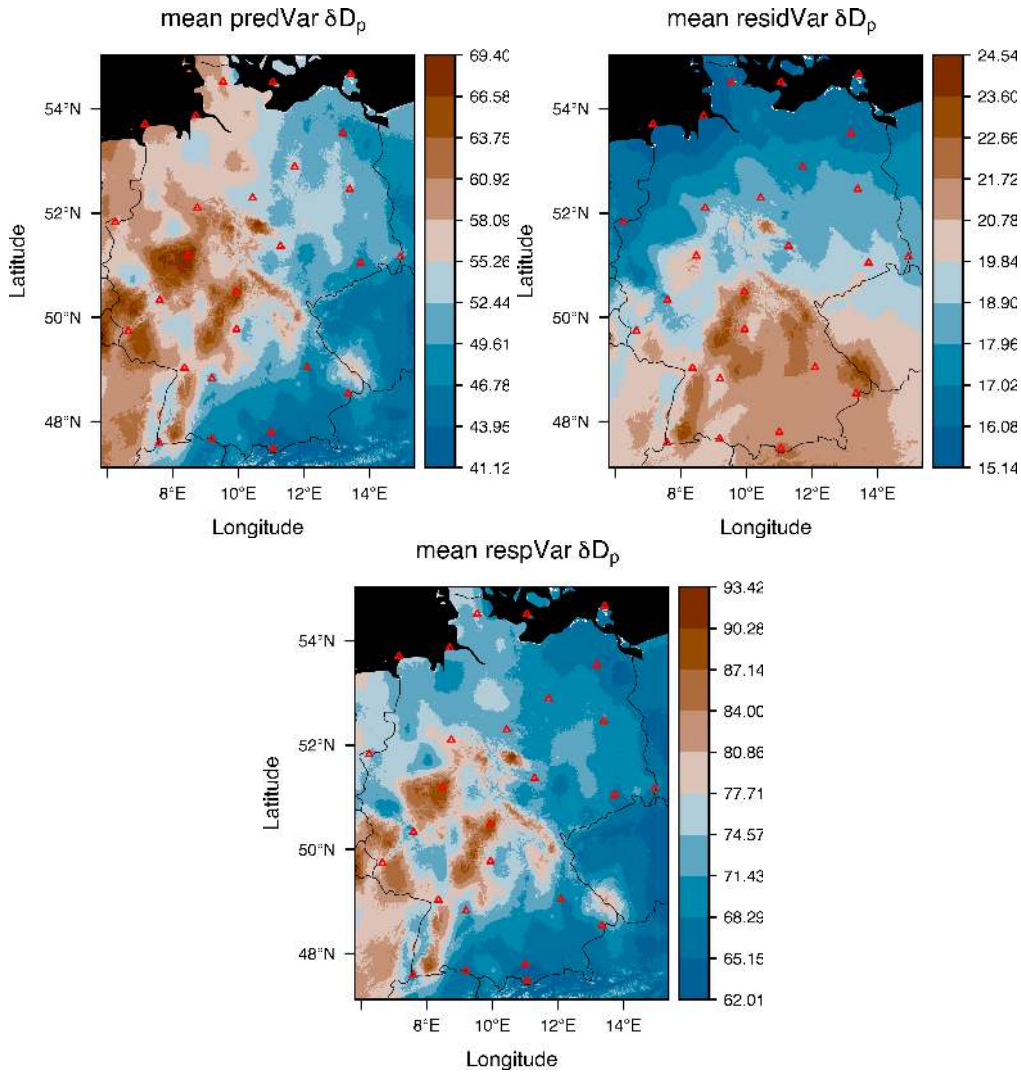 mean predVar δDp
54°N
52°N
50°N
48°N
8°E 10°E 12°E 14°E
Latitude
Longitude
69.40
66.58
63.75
60.92
58.09
55.26
52.44
49.61
46.78
43.95
41.12
mean residVar δDp
54°N
52°N
50°N
48°N
8°E 10°E 12°E 14°E
Latitude
Longitude
24.54
23.60
22.66
21.72
20.78
19.84
18.90
17.96
17.02
16.08
15.14
mean respVar δDp
54°N
52°N
50°N
48°N
8°E 10°E 12°E 14°E
Latitude
Longitude
93.42
90.28
87.14
84.00
80.86
77.71
74.57
71.43
68.29
65.15
62.01